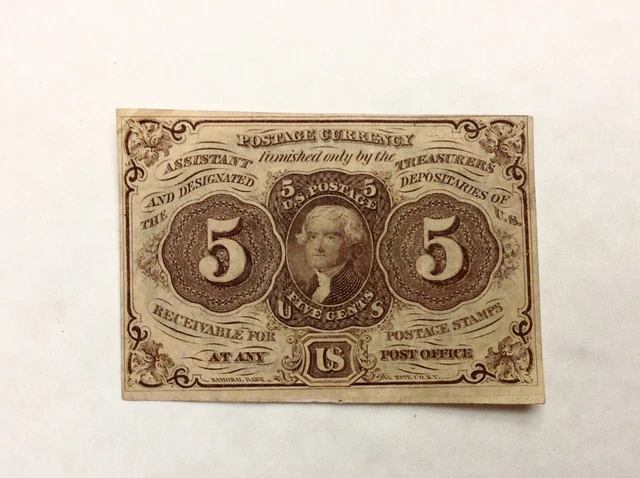 POSTAGE CURRENCY
furnished only by the
ASSISTANT TREASURERS
AND DESIGNATED DEPOSITARIES OF
THE U.S.
5 5
U.S. POSTAGE
5 5
FIVE CENTS
U S
RECEIVABLE FOR POSTAGE STAMPS
AT ANY US POST OFFICE
NATIONAL BANK NOTE CO. N.Y.